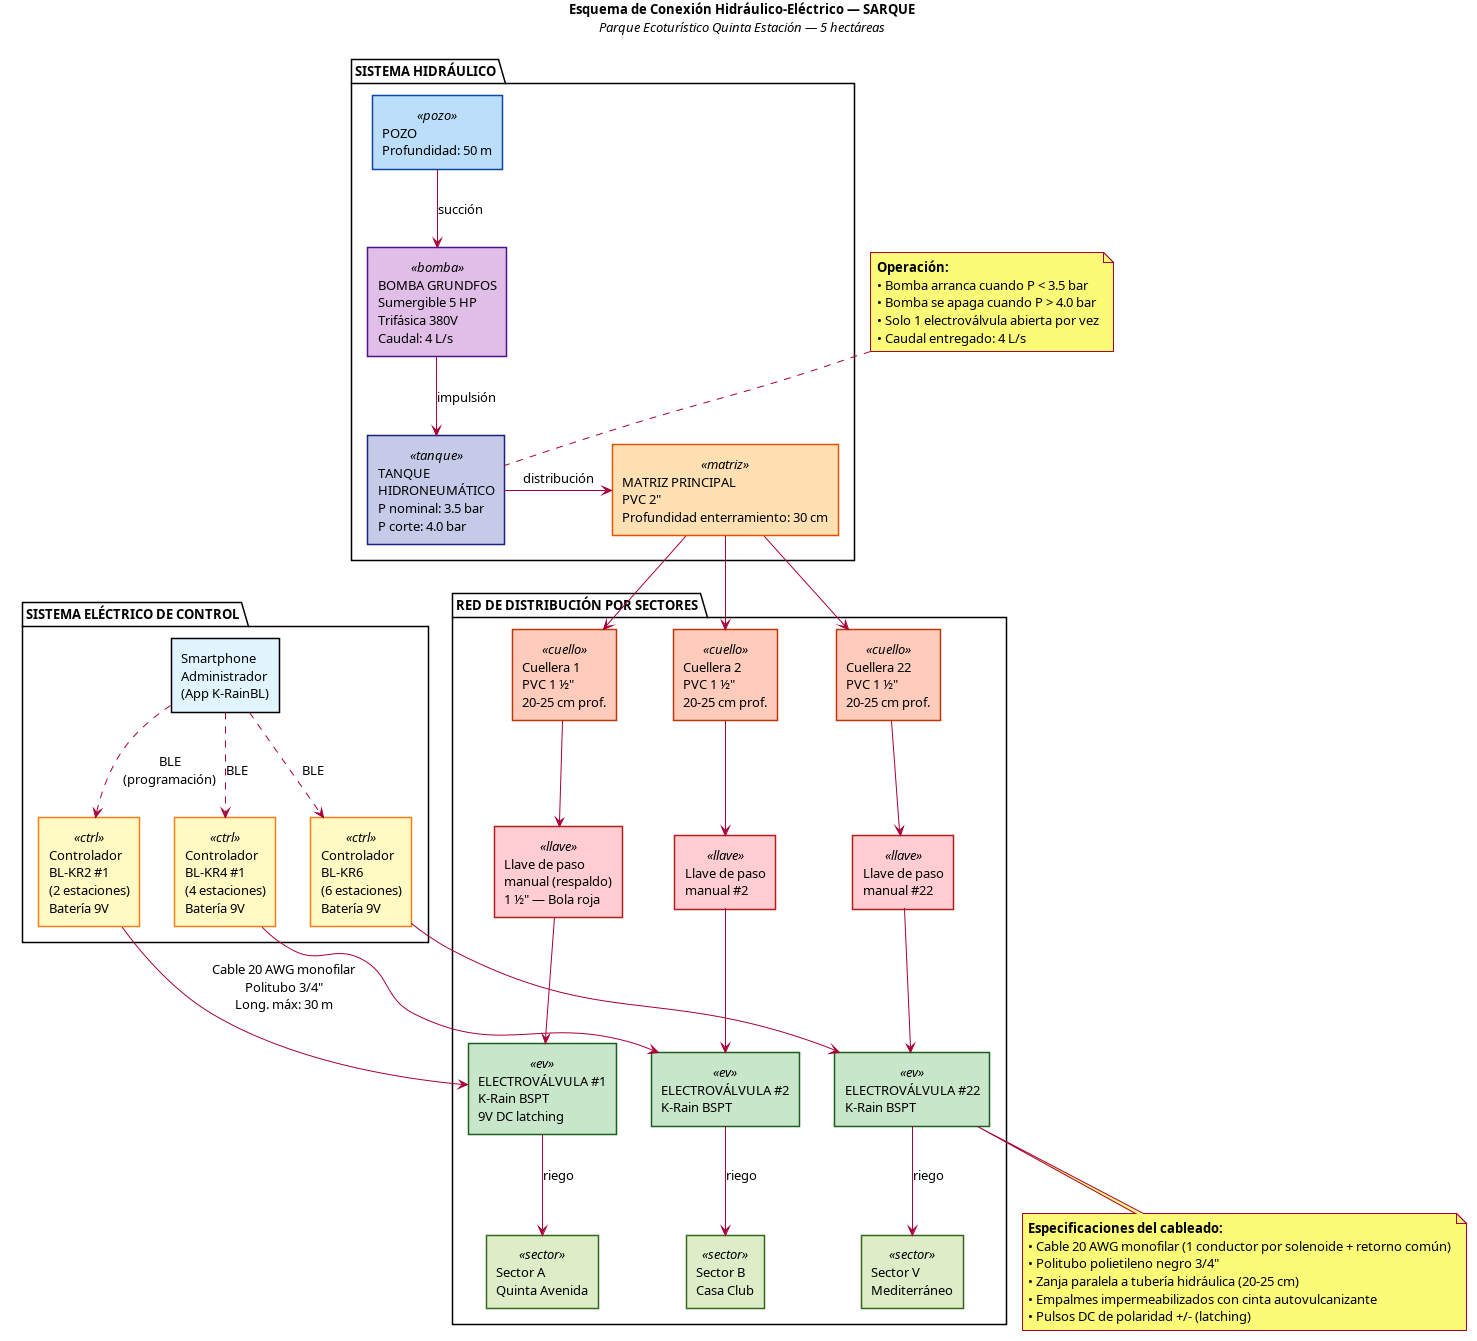 Esquema de Conexión Hidráulico-Eléctrico — SARQUE
Parque Ecoturístico Quinta Estación — 5 hectáreas
SISTEMA HIDRÁULICO
«pozo»
POZO
Profundidad: 50 m
succión
«bomba»
BOMBA GRUNDFOS
Sumergible 5 HP
Trifásica 380V
Caudal: 4 L/s
Operación:
• Bomba arranca cuando P < 3.5 bar
• Bomba se apaga cuando P > 4.0 bar
• Solo 1 electroválvula abierta por vez
• Caudal entregado: 4 L/s
impulsión
«tanque»
TANQUE
HIDRONEUMÁTICO
P nominal: 3.5 bar
P corte: 4.0 bar
distribución
«matriz»
MATRIZ PRINCIPAL
PVC 2"
Profundidad enterramiento: 30 cm
SISTEMA ELÉCTRICO DE CONTROL
Smartphone
Administrador
(App K-RainBL)
BLE
(programación)
BLE
BLE
«ctrl»
Controlador
BL-KR2 #1
(2 estaciones)
Batería 9V
«ctrl»
Controlador
BL-KR4 #1
(4 estaciones)
Batería 9V
«ctrl»
Controlador
BL-KR6
(6 estaciones)
Batería 9V
Cable 20 AWG monofilar
Politubo 3/4"
Long. máx: 30 m
RED DE DISTRIBUCIÓN POR SECTORES
«cuello»
Cuellera 1
PVC 1 ½"
20-25 cm prof.
«cuello»
Cuellera 2
PVC 1 ½"
20-25 cm prof.
«cuello»
Cuellera 22
PVC 1 ½"
20-25 cm prof.
«llave»
Llave de paso
manual (respaldo)
1 ½" — Bola roja
«llave»
Llave de paso
manual #2
«llave»
Llave de paso
manual #22
«ev»
ELECTROVÁLVULA #1
K-Rain BSPT
9V DC latching
«ev»
ELECTROVÁLVULA #2
K-Rain BSPT
«ev»
ELECTROVÁLVULA #22
K-Rain BSPT
riego
riego
riego
«sector»
Sector A
Quinta Avenida
«sector»
Sector B
Casa Club
«sector»
Sector V
Mediterráneo
Especificaciones del cableado:
• Cable 20 AWG monofilar (1 conductor por solenoide + retorno común)
• Politubo polietileno negro 3/4"
• Zanja paralela a tubería hidráulica (20-25 cm)
• Empalmes impermeabilizados con cinta autovulcanizante
• Pulsos DC de polaridad +/- (latching)